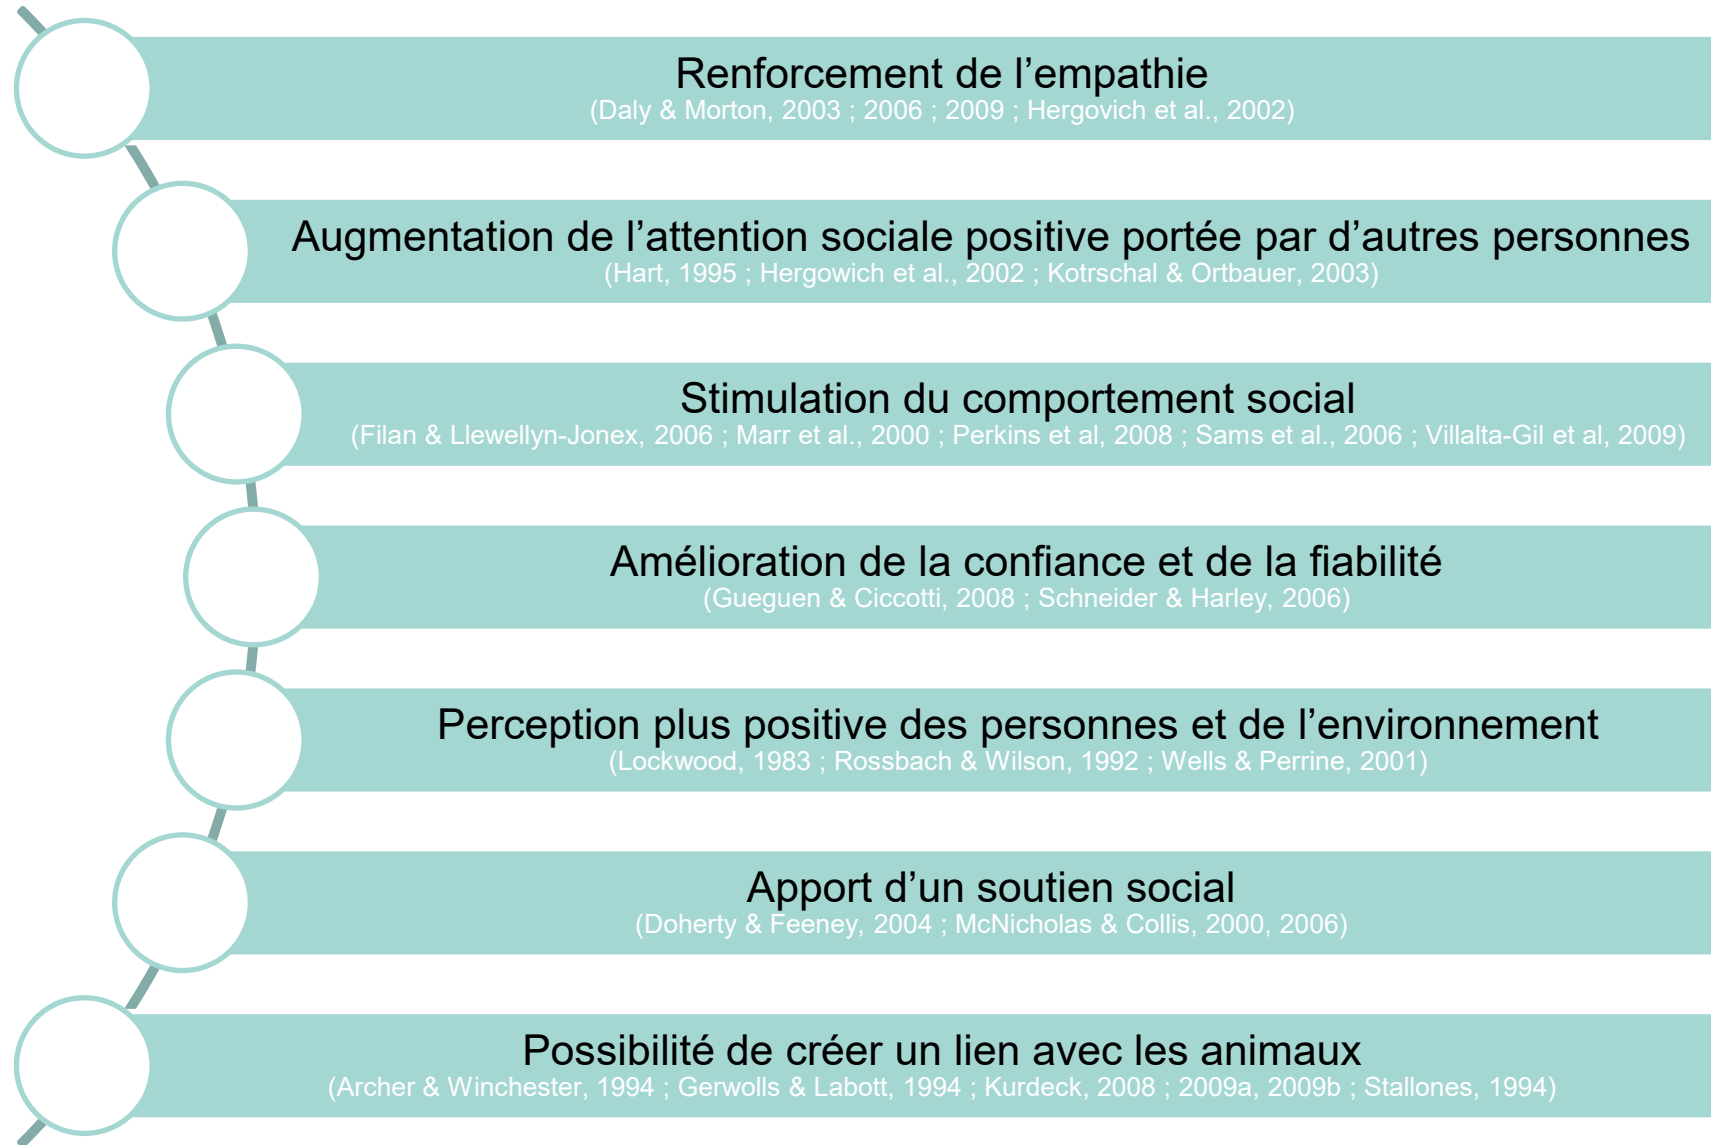 Renforcement de l’empathie
(Daly & Morton, 2003 ; 2006 ; 2009 ; Hergovich et al., 2002)
Augmentation de l’attention sociale positive portée par d’autres personnes
(Hart, 1995 ; Hergowich et al., 2002 ; Kotrschal & Ortbauer, 2003)
Stimulation du comportement social
(Filan & Llewellyn-Jonex, 2006 ; Marr et al., 2000 ; Perkins et al, 2008 ; Sams et al., 2006 ; Villalta-Gil et al, 2009)
Amélioration de la confiance et de la fiabilité
(Gueguen & Ciccotti, 2008 ; Schneider & Harley, 2006)
Perception plus positive des personnes et de l’environnement
(Lockwood, 1983 ; Rossbach & Wilson, 1992 ; Wells & Perrine, 2001)
Apport d’un soutien social
(Doherty & Feeney, 2004 ; McNicholas & Collis, 2000, 2006)
Possibilité de créer un lien avec les animaux
(Archer & Winchester, 1994 ; Gerwolls & Labott, 1994 ; Kurdeck, 2008 ; 2009a, 2009b ; Stallones, 1994)